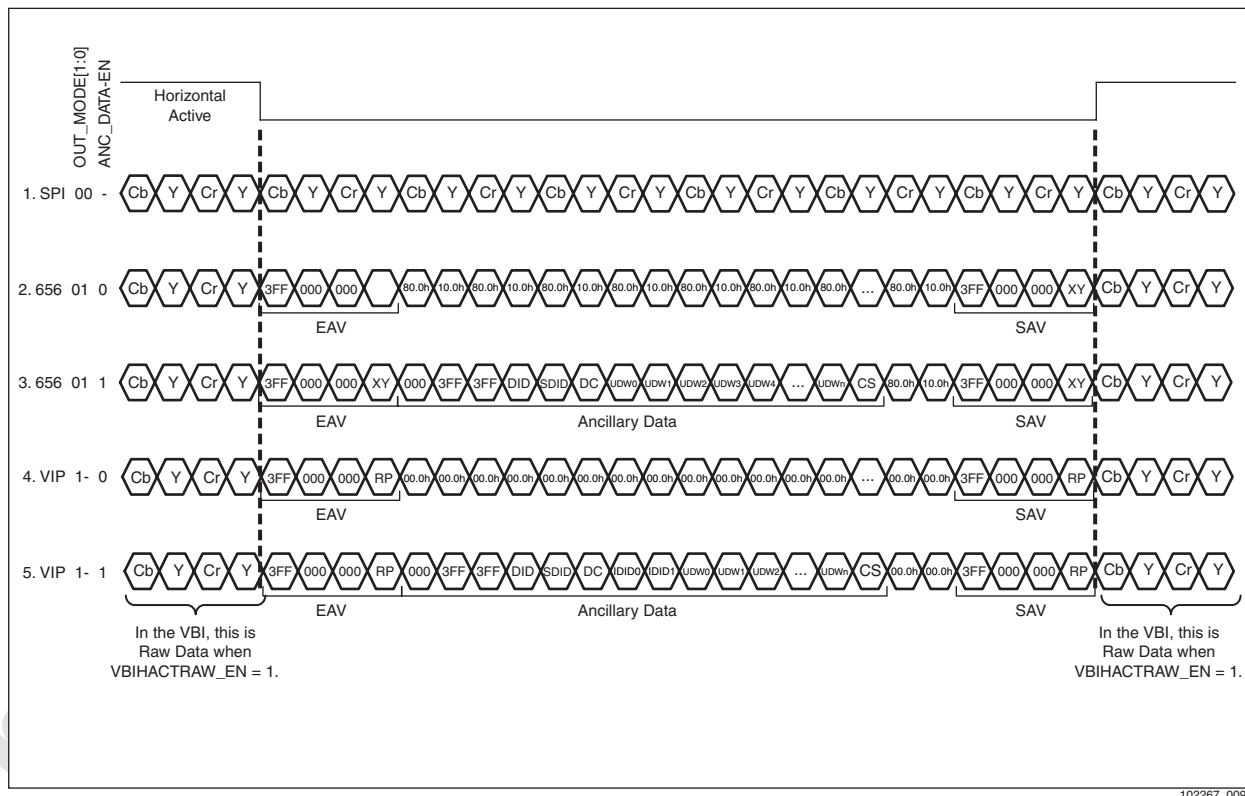 OUT_MODE[1:0]
ANC_DATA-EN
Horizontal
Active
1. SPI 00 - Cb Y Cr Y Cb Y Cr Y Cb Y Cr Y Cb Y Cr Y Cb Y Cr Y Cb Y Cr Y Cb Y Cr Y Cb Y Cr Y
2. 656 01 0 Cb Y Cr Y 3FF 000 000 80.0h 10.0h 80.0h 10.0h 80.0h 10.0h 80.0h 10.0h 80.0h 10.0h 80.0h 10.0h 80.0h ... 80.0h 10.0h 3FF 000 000 XY Cb Y Cr Y
EAV SAV
3. 656 01 1 Cb Y Cr Y 3FF 000 000 XY 000 3FF 3FF DID SDID DC UDW0 UDW1 UDW2 UDW3 UDW4 ... UDWn CS 80.0h 10.0h 3FF 000 000 XY Cb Y Cr Y
EAV Ancillary Data SAV
4. VIP 1- 0 Cb Y Cr Y 3FF 000 000 RP 00.0h 00.0h 00.0h 00.0h 00.0h 00.0h 00.0h 00.0h 00.0h 00.0h 00.0h 00.0h 00.0h ... 00.0h 00.0h 3FF 000 000 RP Cb Y Cr Y
EAV SAV
5. VIP 1- 1 Cb Y Cr Y 3FF 000 000 RP 000 3FF 3FF DID SDID DC IDID0 IDID1 UDW0 UDW1 UDW2 ... UDWn CS 00.0h 00.0h 3FF 000 000 RP Cb Y Cr Y
EAV Ancillary Data SAV
In the VBI, this is
Raw Data when
VBIHACTRAW_EN = 1.
In the VBI, this is
Raw Data when
VBIHACTRAW_EN = 1.
102267_009